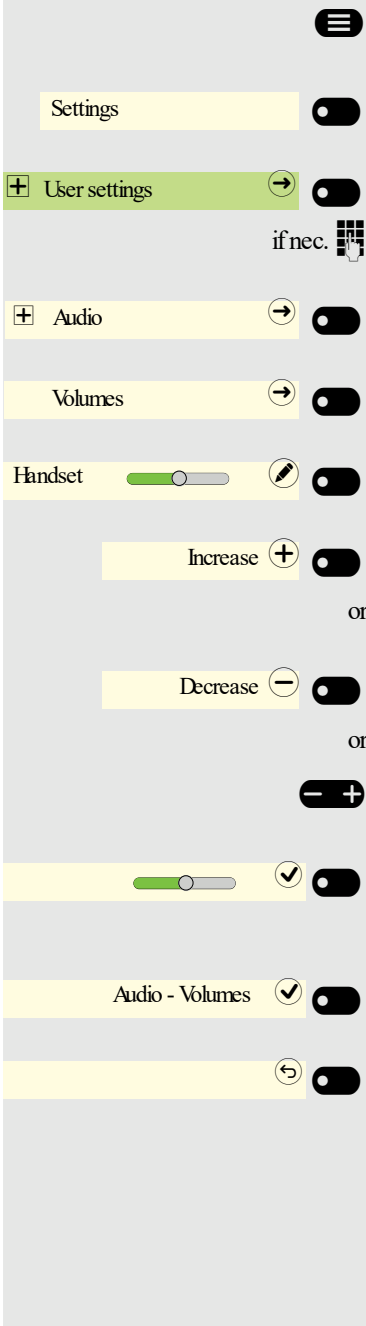 Settings
User settings
if nec.
Audio
Volumes
Handset
Increase
or
Decrease
or
Audio - Volumes